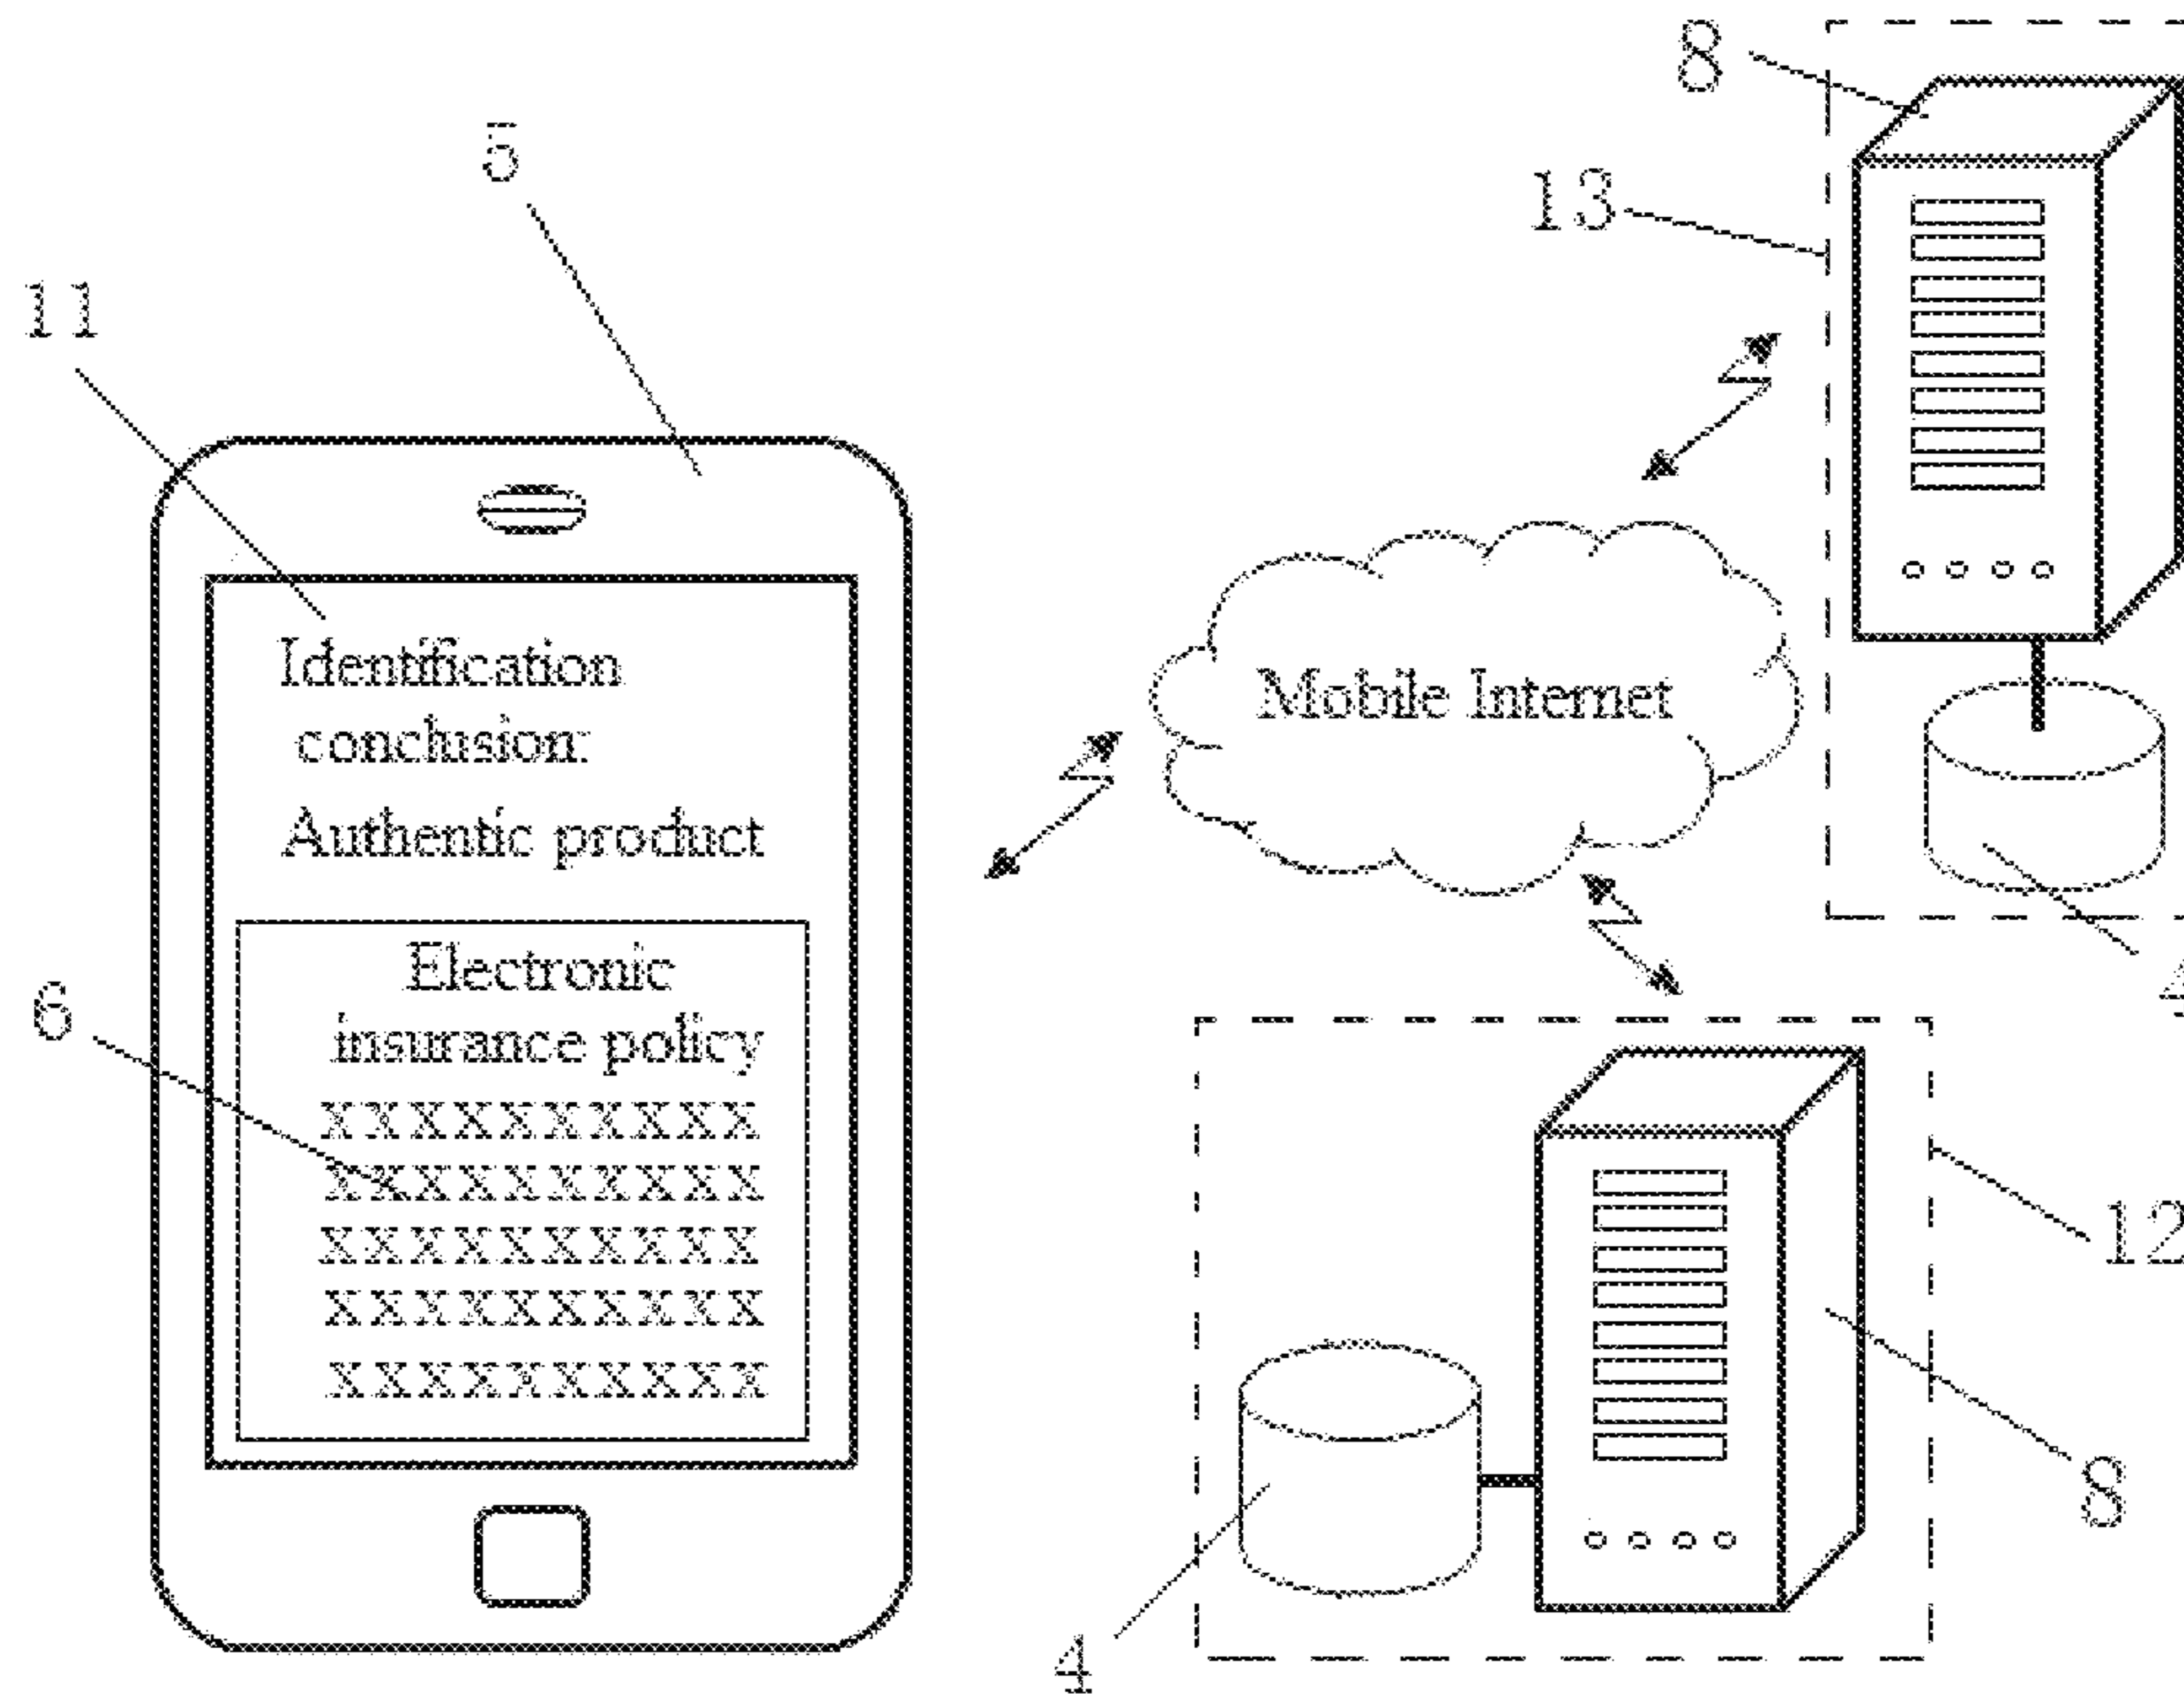 8
5
13
11
Identification
conclusion:
Authentic product
Mobile Internet
Electronic
insurance policy
6
xxxxxxxxxx
xxxxxxxxxx
xxxxxxxxxx
xxxxxxxxxx
xxxxxxxxxx
12
8
4